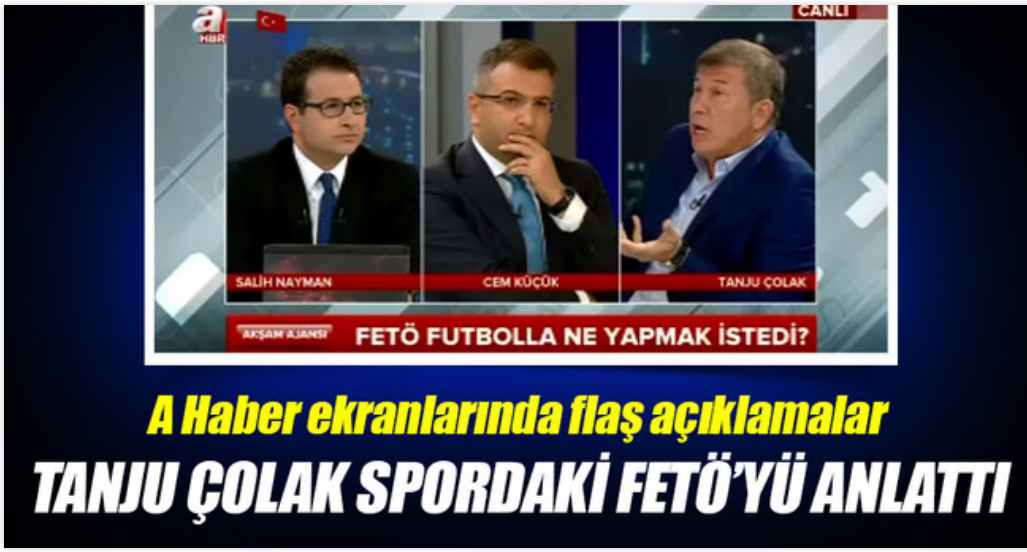 a
HBR
CANLI
SALİH NAYMAN
CEM KÜÇÜK
TANJU ÇOLAK
AKŞAM AJANSI
FETÖ FUTBOLLA NE YAPMAK İSTEDİ?
A Haber ekranlarında flaş açıklamalar
TANJU ÇOLAK SPORDAKİ FETÖ'YÜ ANLATTI